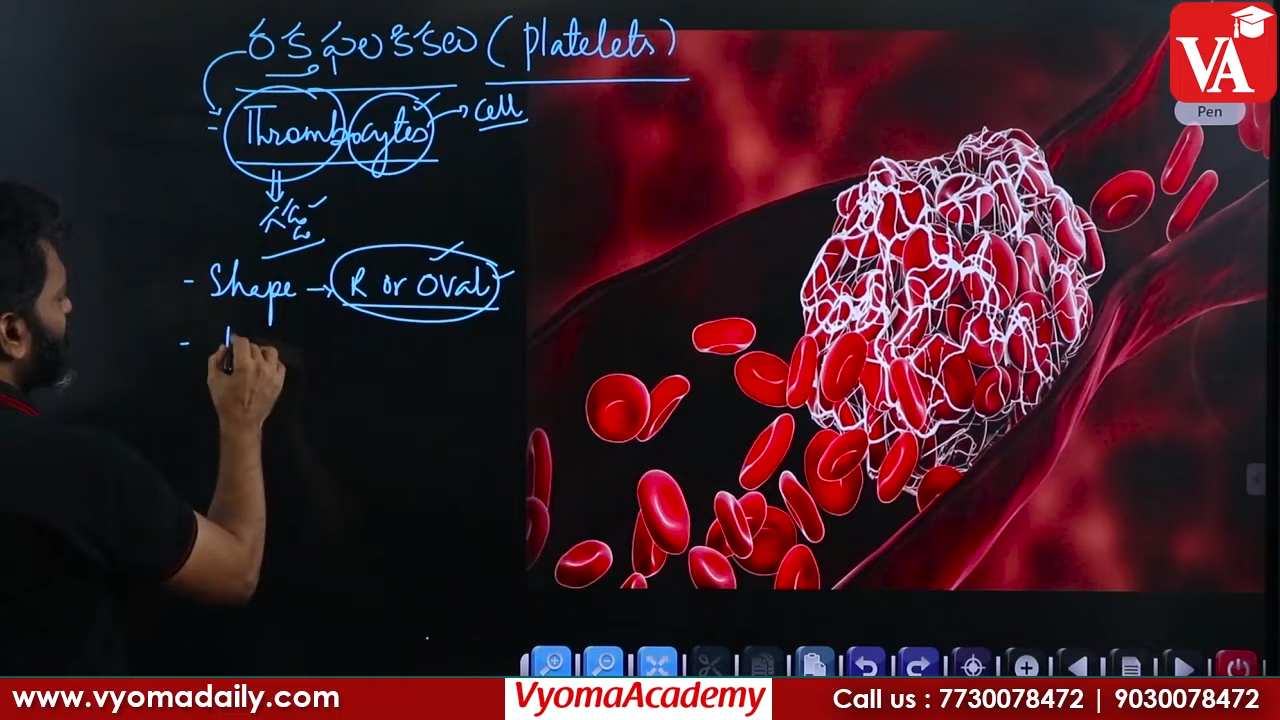 రక్తఫలకికలు (Platelets)
- Thrombocytes → cell
గడ్డ
- Shape → R or Oval
-
VA
Pen
www.vyomadaily.com
VyomaAcademy
Call us : 7730078472 | 9030078472